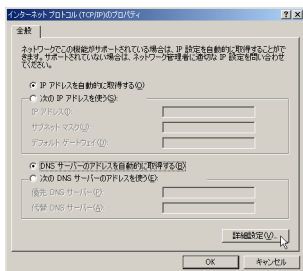 インターネット プロトコル (TCP/IP)のプロパティ
全般
ネットワークでこの機能がサポートされている場合は、IP 設定を自動的に取得することがで
きます。サポートされていない場合は、ネットワーク管理者に適切な IP 設定を問い合わせ
てください。
IP アドレスを自動的に取得する(O)
次の IP アドレスを使う(S):
IP アドレス(I):
サブネット マスク(U):
デフォルト ゲートウェイ(D):
DNS サーバーのアドレスを自動的に取得する(B)
次の DNS サーバーのアドレスを使う(E):
優先 DNS サーバー(P):
代替 DNS サーバー(A):
詳細設定(V)...
OK
キャンセル